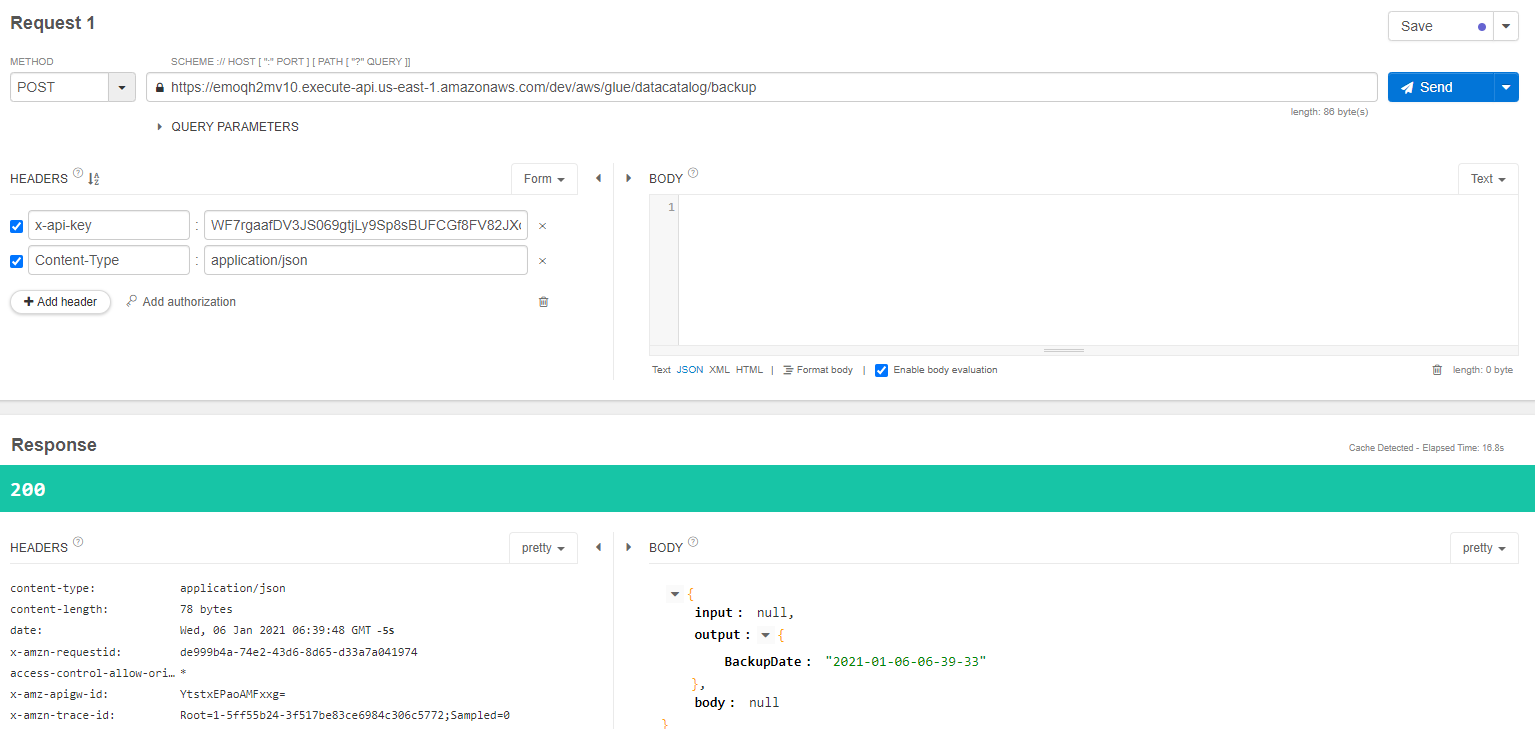 Request 1
Save
METHOD
SCHEME :// HOST [ ":" PORT ] [ PATH [ "?" QUERY ]]
POST
https://emoqh2mv10.execute-api.us-east-1.amazonaws.com/dev/aws/glue/datacatalog/backup
Send
length: 86 byte(s)
QUERY PARAMETERS
HEADERS ?
Form
BODY ?
Text
x-api-key : WF7rgaafDV3JS069gtjLy9Sp8sBUFCGf8FV82JX
1
Content-Type : application/json
+ Add header
Add authorization
Text JSON XML HTML | Format body | Enable body evaluation
length: 0 byte
Response
Cache Detected - Elapsed Time: 16.8s
200
HEADERS ?
pretty
BODY ?
pretty
content-type: application/json
content-length: 78 bytes
date: Wed, 06 Jan 2021 06:39:48 GMT -5s
x-amzn-requestid: de999b4a-74e2-43d6-8d65-d33a7a041974
access-control-allow-ori… *
x-amz-apigw-id: YtstxEPaoAMFxxg=
x-amzn-trace-id: Root=1-5ff55b24-3f517be83ce6984c306c5772;Sampled=0
{
input : null,
output : {
BackupDate : "2021-01-06-06-39-33"
},
body : null
}